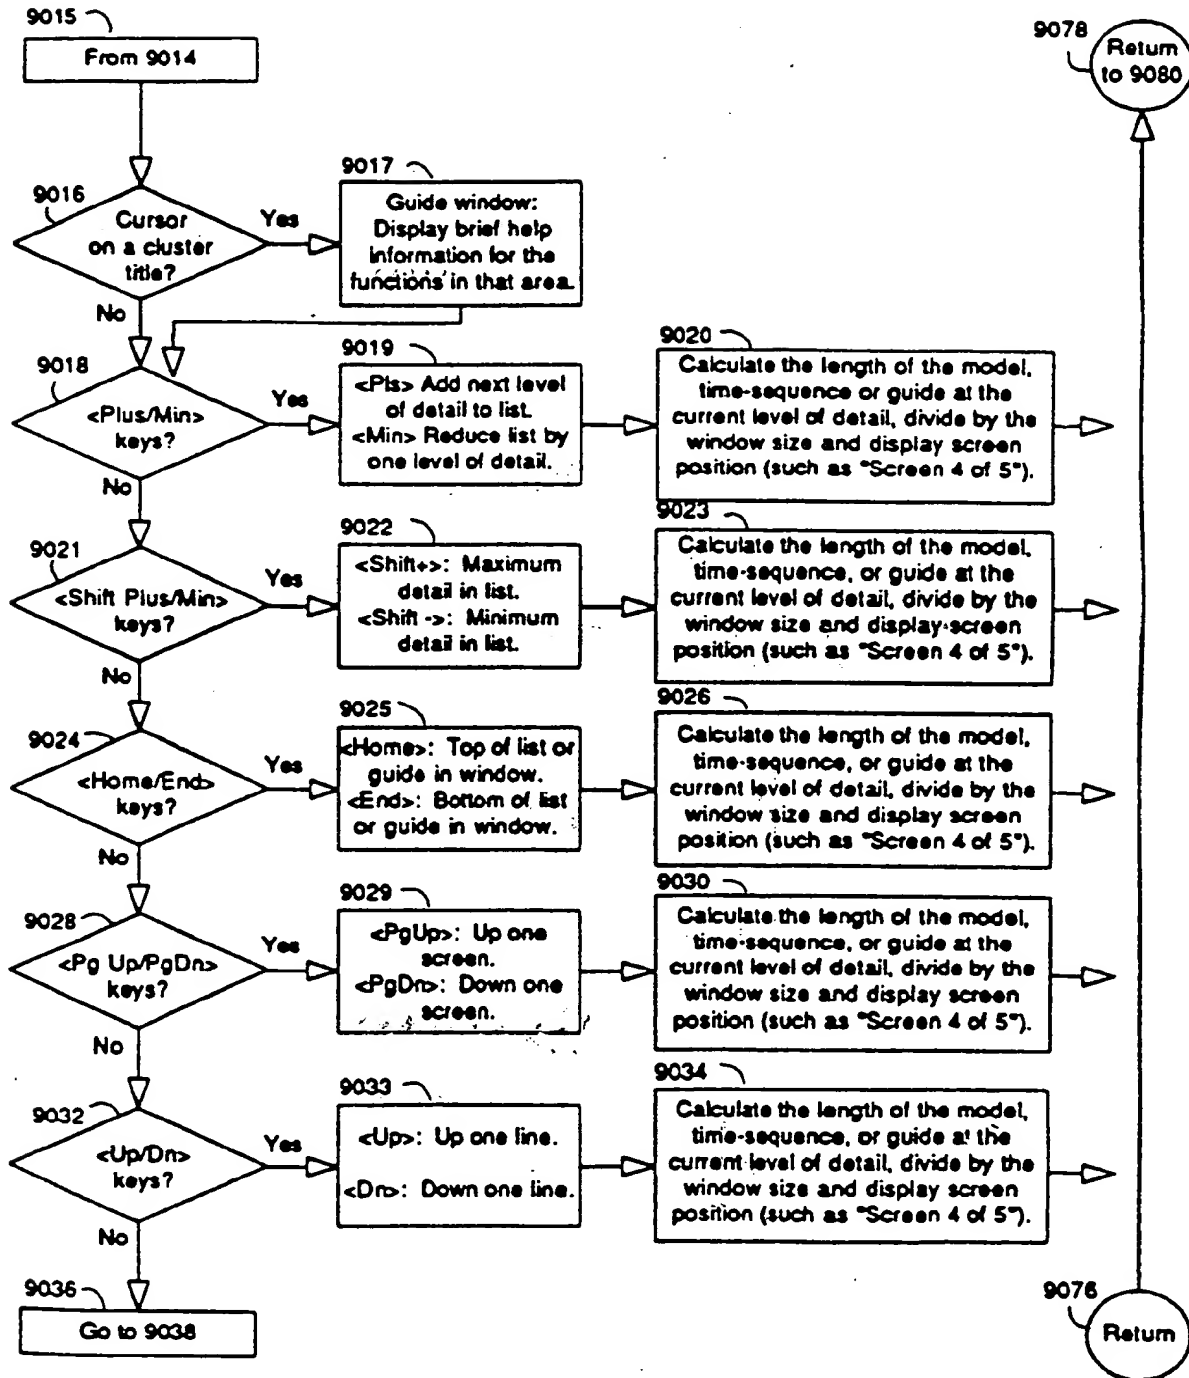 9015
From 9014
9078
Return
to 9080
9016
Cursor
on a cluster
title?
Yes
No
9017
Guide window:
Display brief help
information for the
functions in that area.
9018
<Plus/Min>
keys?
Yes
No
9019
<Pls> Add next level
of detail to list.
<Min> Reduce list by
one level of detail.
9020
Calculate the length of the model,
time-sequence or guide at the
current level of detail, divide by the
window size and display screen
position (such as "Screen 4 of 5").
9021
<Shift Plus/Min>
keys?
Yes
No
9022
<Shift+>: Maximum
detail in list.
<Shift ->: Minimum
detail in list.
9023
Calculate the length of the model,
time-sequence, or guide at the
current level of detail, divide by the
window size and display screen
position (such as "Screen 4 of 5").
9024
<Home/End>
keys?
Yes
No
9025
<Home>: Top of list or
guide in window.
<End>: Bottom of list
or guide in window.
9026
Calculate the length of the model,
time-sequence, or guide at the
current level of detail, divide by the
window size and display screen
position (such as "Screen 4 of 5").
9028
<Pg Up/PgDn>
keys?
Yes
No
9029
<PgUp>: Up one
screen.
<PgDn>: Down one
screen.
9030
Calculate the length of the model,
time-sequence, or guide at the
current level of detail, divide by the
window size and display screen
position (such as "Screen 4 of 5").
9032
<Up/Dn>
keys?
Yes
No
9033
<Up>: Up one line.
<Dn>: Down one line.
9034
Calculate the length of the model,
time-sequence, or guide at the
current level of detail, divide by the
window size and display screen
position (such as "Screen 4 of 5").
9036
Go to 9038
9076
Return